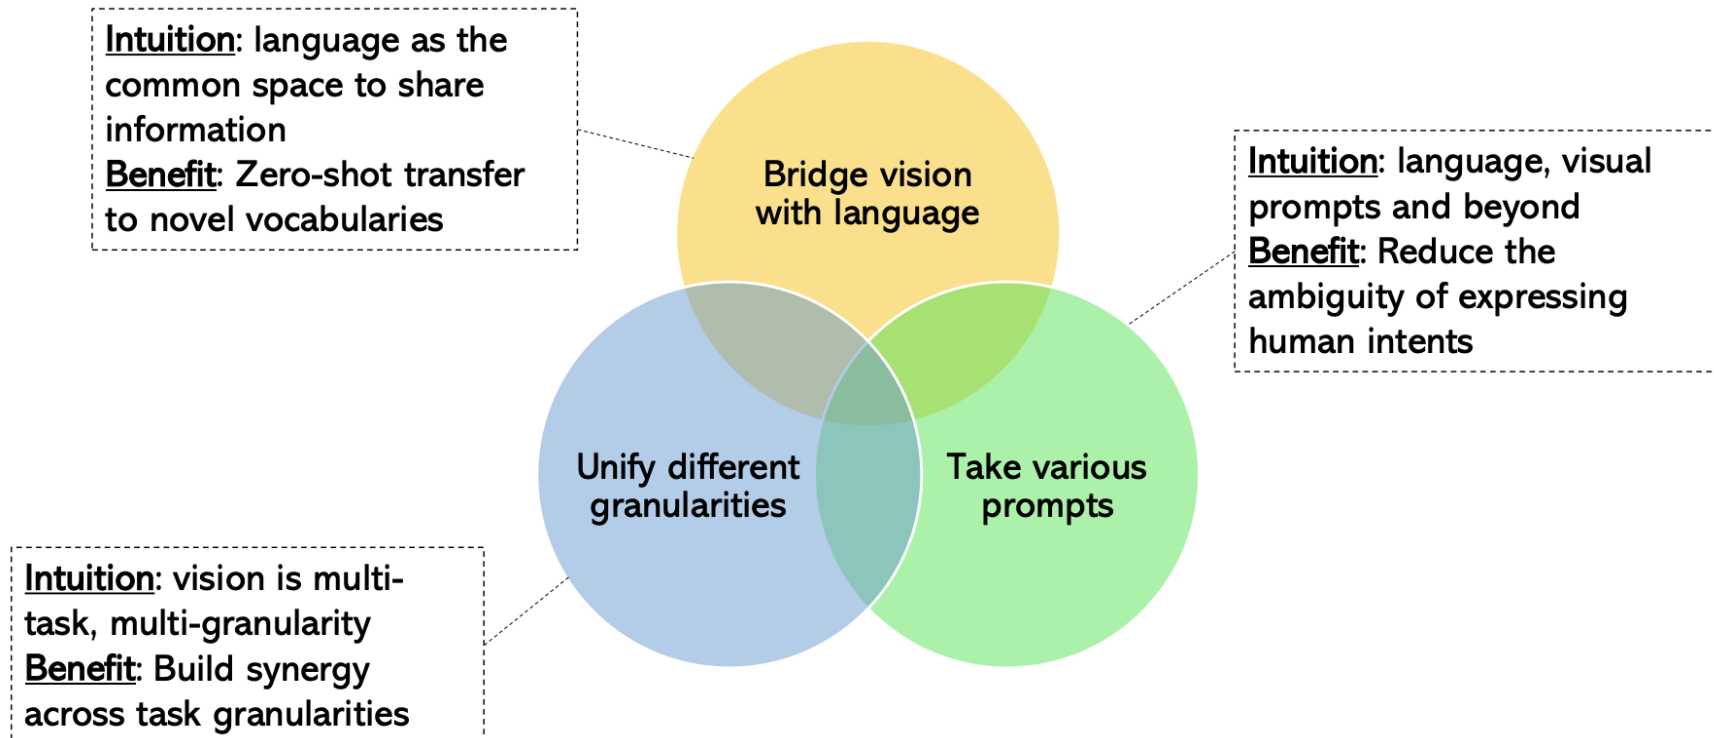 Intuition: language as the
common space to share
information
Benefit: Zero-shot transfer
to novel vocabularies
Bridge vision
with language
Intuition: language, visual
prompts and beyond
Benefit: Reduce the
ambiguity of expressing
human intents
Unify different
granularities
Take various
prompts
Intuition: vision is multi-
task, multi-granularity
Benefit: Build synergy
across task granularities